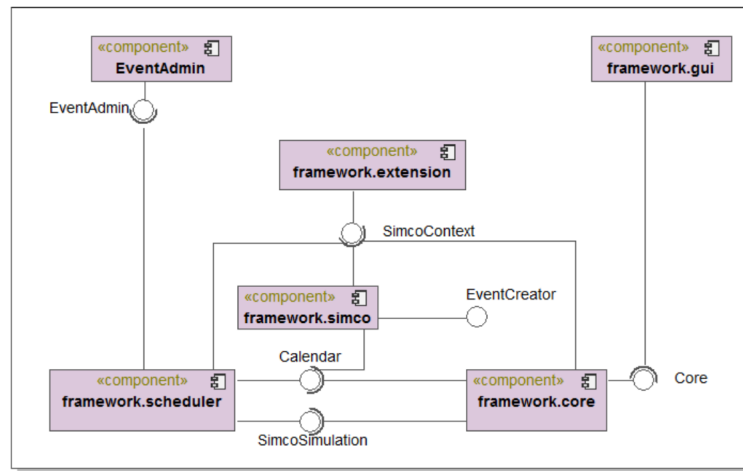 «component»
EventAdmin
«component»
framework.gui
EventAdmin
«component»
framework.extension
SimcoContext
«component»
framework.simco
EventCreator
Calendar
«component»
framework.scheduler
«component»
framework.core
Core
SimcoSimulation